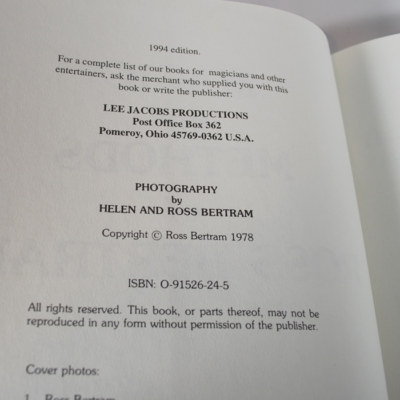 1994 edition.
For a complete list of our books for magicians and other
entertainers, ask the merchant who supplied you with this
book or write the publisher:
LEE JACOBS PRODUCTIONS
Post Office Box 362
Pomeroy, Ohio 45769-0362 U.S.A.
PHOTOGRAPHY
by
HELEN AND ROSS BERTRAM
Copyright © Ross Bertram 1978
ISBN: O-91526-24-5
All rights reserved. This book, or parts thereof, may not be
reproduced in any form without permission of the publisher.
Cover photos:
1. Ross Bertram